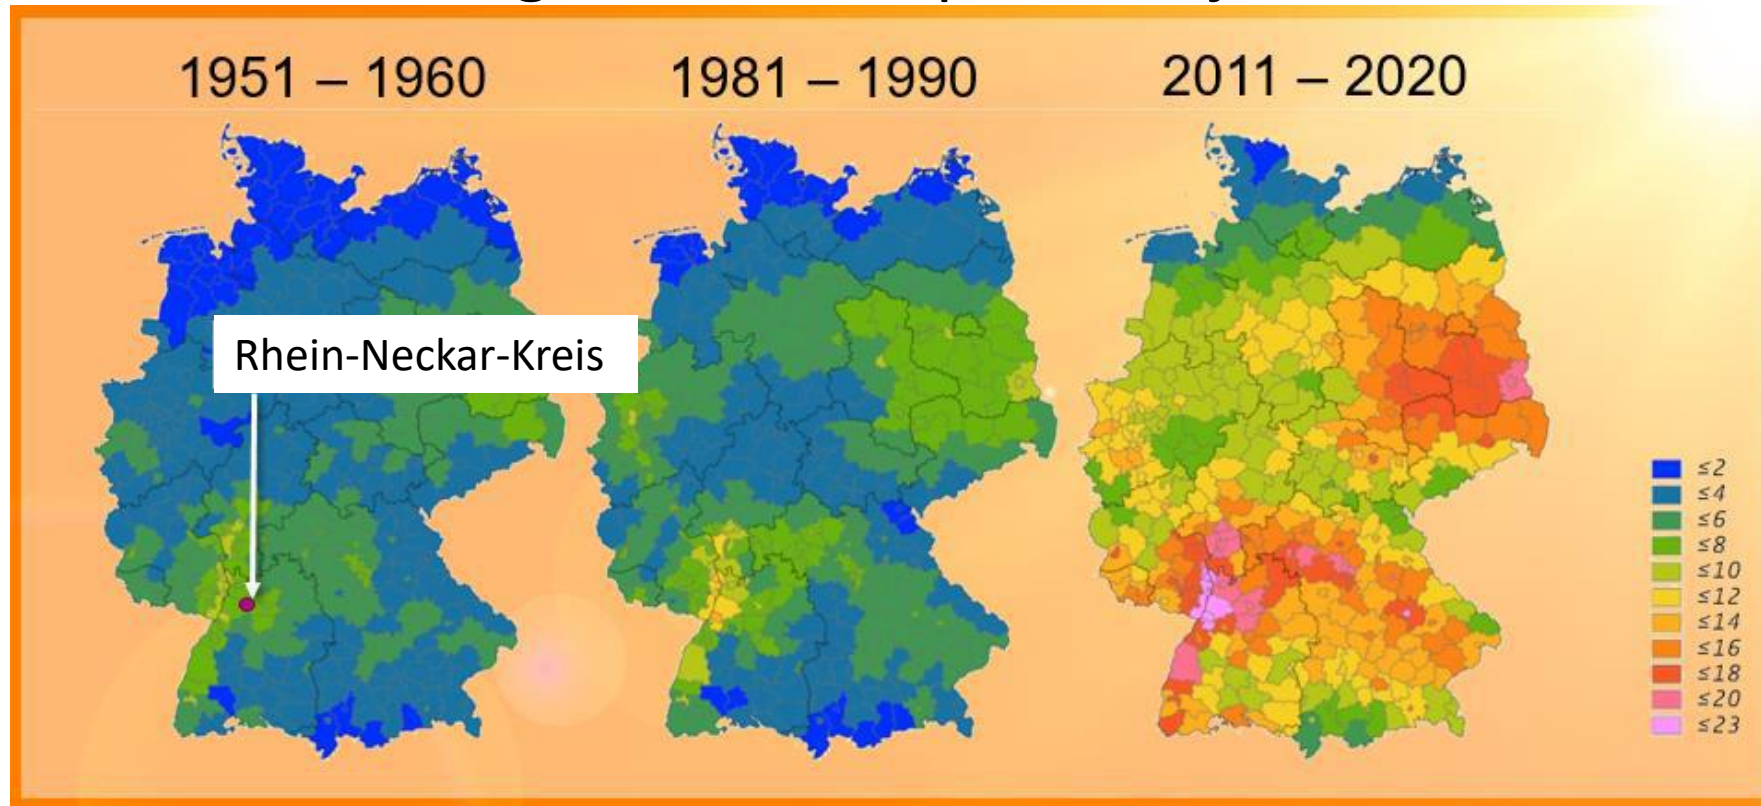 1951 – 1960
1981 – 1990
2011 – 2020
Rhein-Neckar-Kreis
≤2
≤4
≤6
≤8
≤10
≤12
≤14
≤16
≤18
≤20
≤23